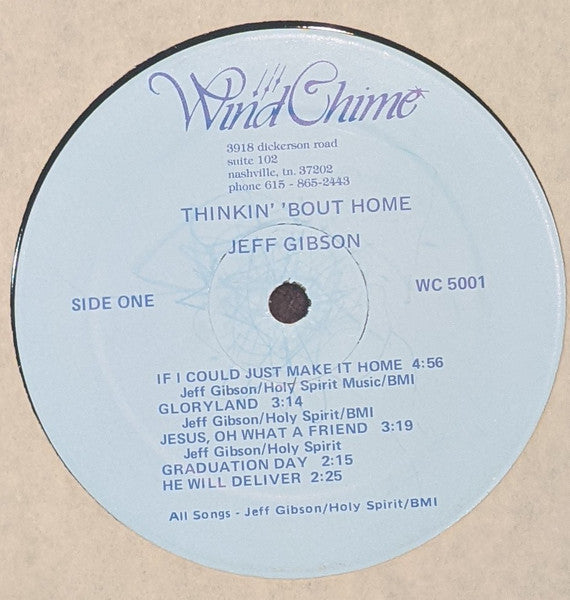 Wind Chime
3918 dickerson road
suite 102
nashville, tn. 37202
phone 615 - 865-2443
THINKIN' 'BOUT HOME
JEFF GIBSON
SIDE ONE
WC 5001
IF I COULD JUST MAKE IT HOME 4:56
Jeff Gibson/Holy Spirit Music/BMI
GLORYLAND 3:14
Jeff Gibson/Holy Spirit/BMI
JESUS, OH WHAT A FRIEND 3:19
Jeff Gibson/Holy Spirit
GRADUATION DAY 2:15
HE WILL DELIVER 2:25
All Songs - Jeff Gibson/Holy Spirit/BMI